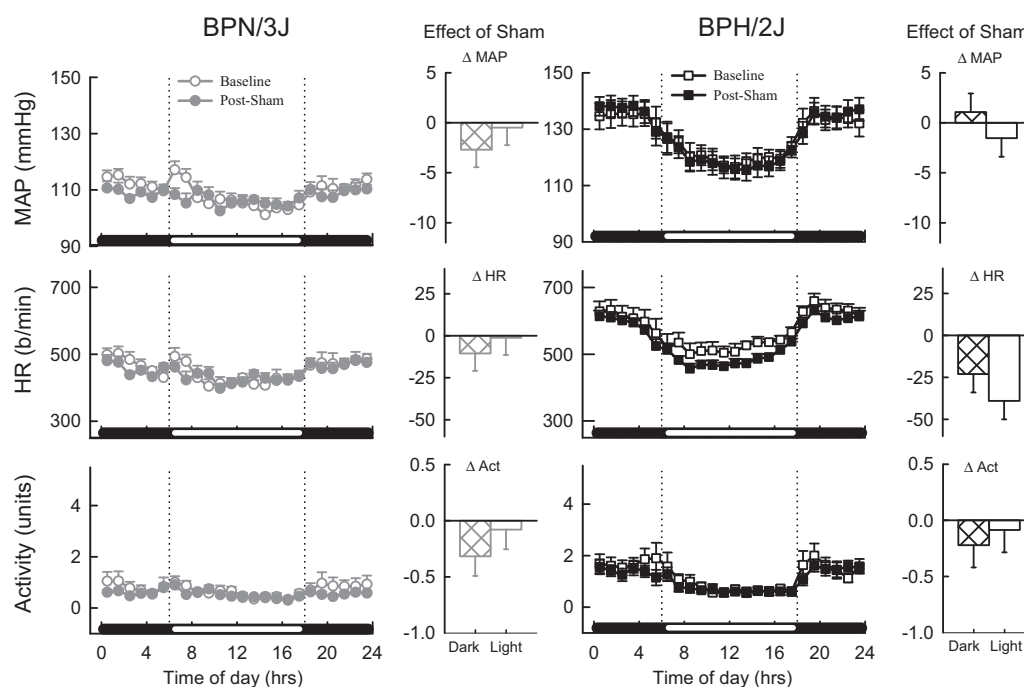 BPN/3J
Effect of Sham
BPH/2J
Effect of Sham
Δ MAP
Δ MAP
MAP (mmHg)
150
130
110
90
Baseline
Post-Sham
5
0
-5
-10
150
130
110
90
Baseline
Post-Sham
5
0
-5
-10
HR (b/min)
700
500
300
Δ HR
25
0
-25
-50
700
500
300
Δ HR
25
0
-25
-50
Activity (units)
4
2
0
Δ Act
0.5
0.0
-0.5
-1.0
4
2
0
Δ Act
0.5
0.0
-0.5
-1.0
0 4 8 12 16 20 24
Dark Light
0 4 8 12 16 20 24
Dark Light
Time of day (hrs)
Time of day (hrs)